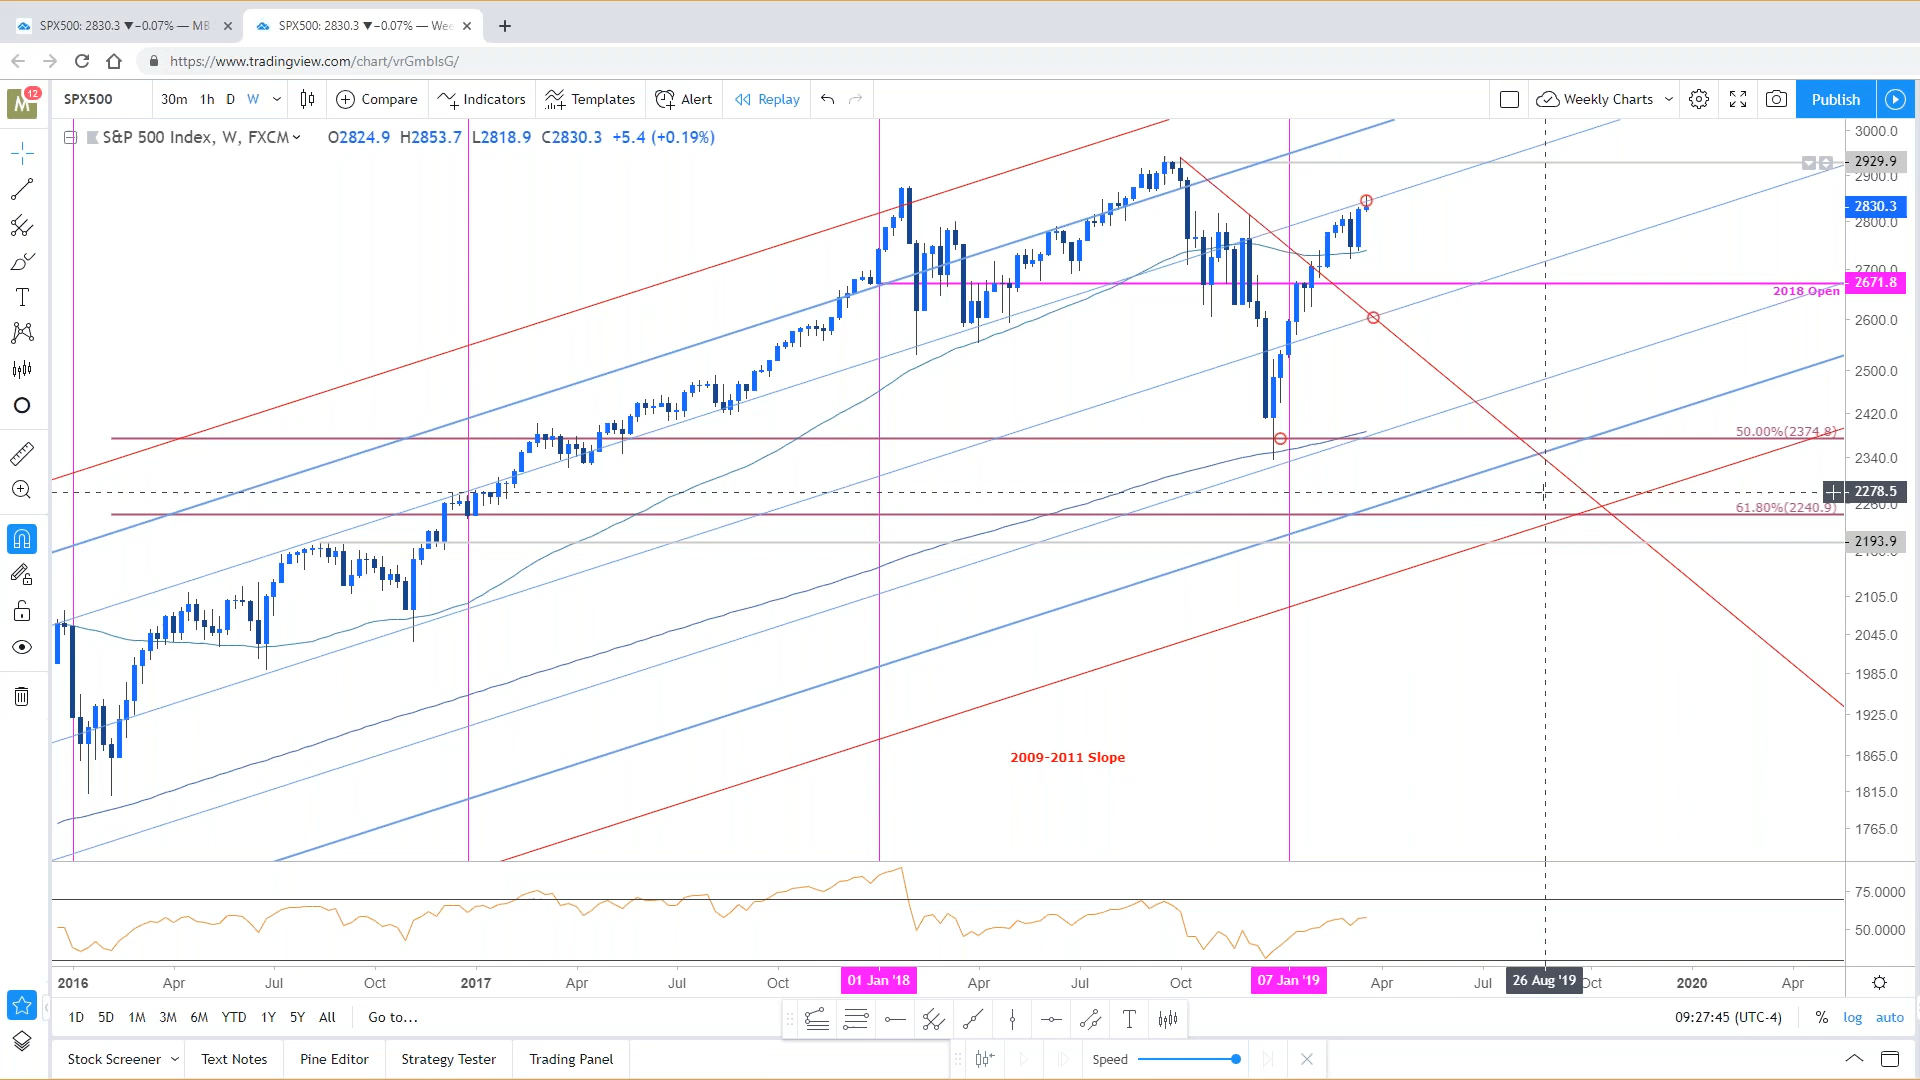 SPX500: 2830.3 ▼−0.07% — MB
SPX500: 2830.3 ▼−0.07% — Wee
https://www.tradingview.com/chart/vrGmbIsG/
M 12
SPX500 30m 1h D W Compare Indicators Templates Alert Replay Weekly Charts Publish
S&P 500 Index, W, FXCM O2824.9 H2853.7 L2818.9 C2830.3 +5.4 (+0.19%)
3000.0
2929.9
2900.0
2830.3
2800.0
2700.0
2671.8
2018 Open
2600.0
2500.0
2420.0
50.00%(2374.8)
2340.0
2278.5
2260.0
61.80%(2240.9)
2193.9
2105.0
2045.0
1985.0
1925.0
2009-2011 Slope
1865.0
1815.0
1765.0
75.0000
50.0000
2016 Apr Jul Oct 2017 Apr Jul Oct 01 Jan '18 Apr Jul Oct 07 Jan '19 Apr Jul 26 Aug '19 Oct 2020 Apr
1D 5D 1M 3M 6M YTD 1Y 5Y All Go to... 09:27:45 (UTC-4) % log auto
Stock Screener Text Notes Pine Editor Strategy Tester Trading Panel Speed